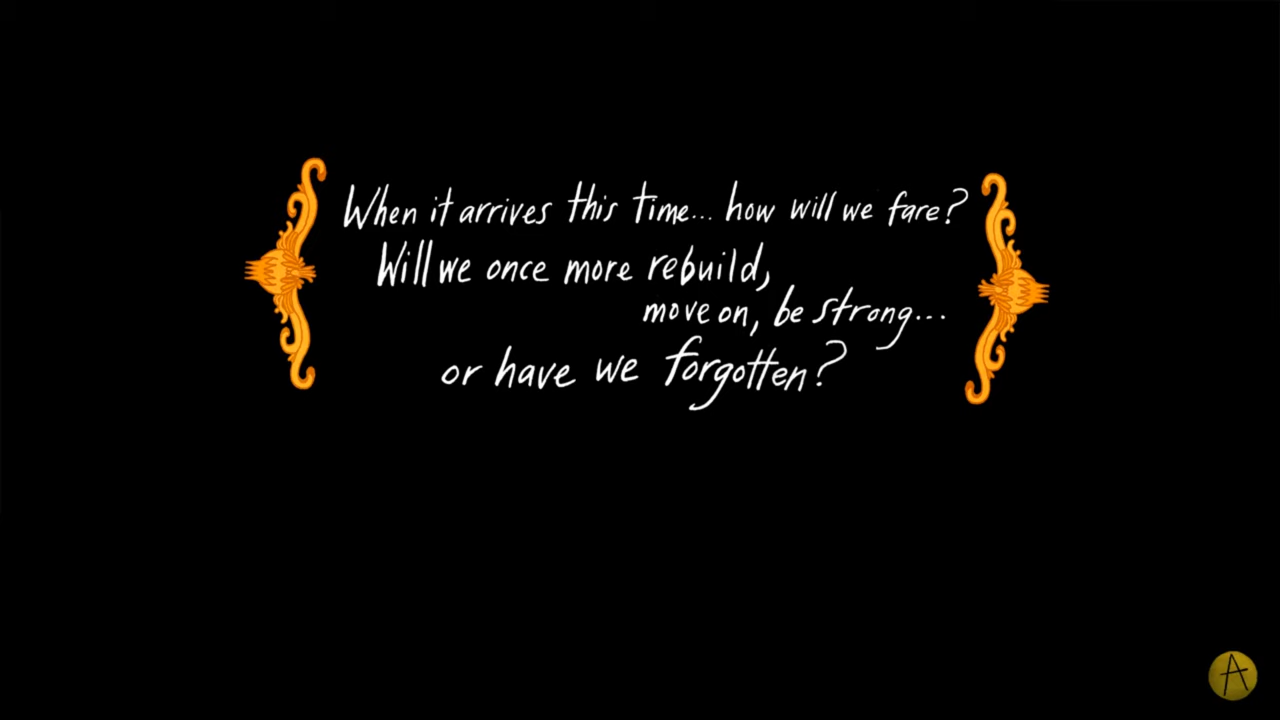 When it arrives this time... how will we fare?
Will we once more rebuild,
move on, be strong...
or have we forgotten?
A